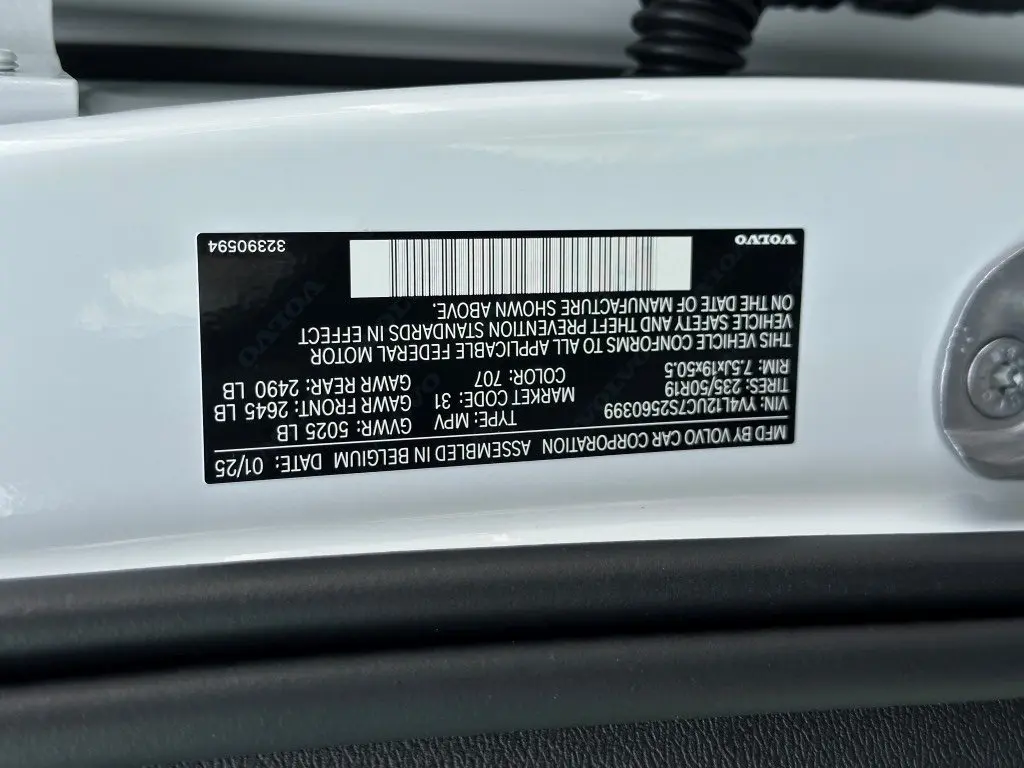 MFD BY VOLVO CAR CORPORATION ASSEMBLED IN BELGIUM DATE: 01/25
VIN: YV4L12UC7S2560399 TYPE: MPV GVWR: 5025 LB
TIRES: 235/50R19 MARKET CODE: 31 GAWR FRONT: 2645 LB
RIM: 7.5Jx19x50.5 COLOR: 707 GAWR REAR: 2490 LB
THIS VEHICLE CONFORMS TO ALL APPLICABLE FEDERAL MOTOR
VEHICLE SAFETY AND THEFT PREVENTION STANDARDS IN EFFECT
ON THE DATE OF MANUFACTURE SHOWN ABOVE.
VOLVO 32390594